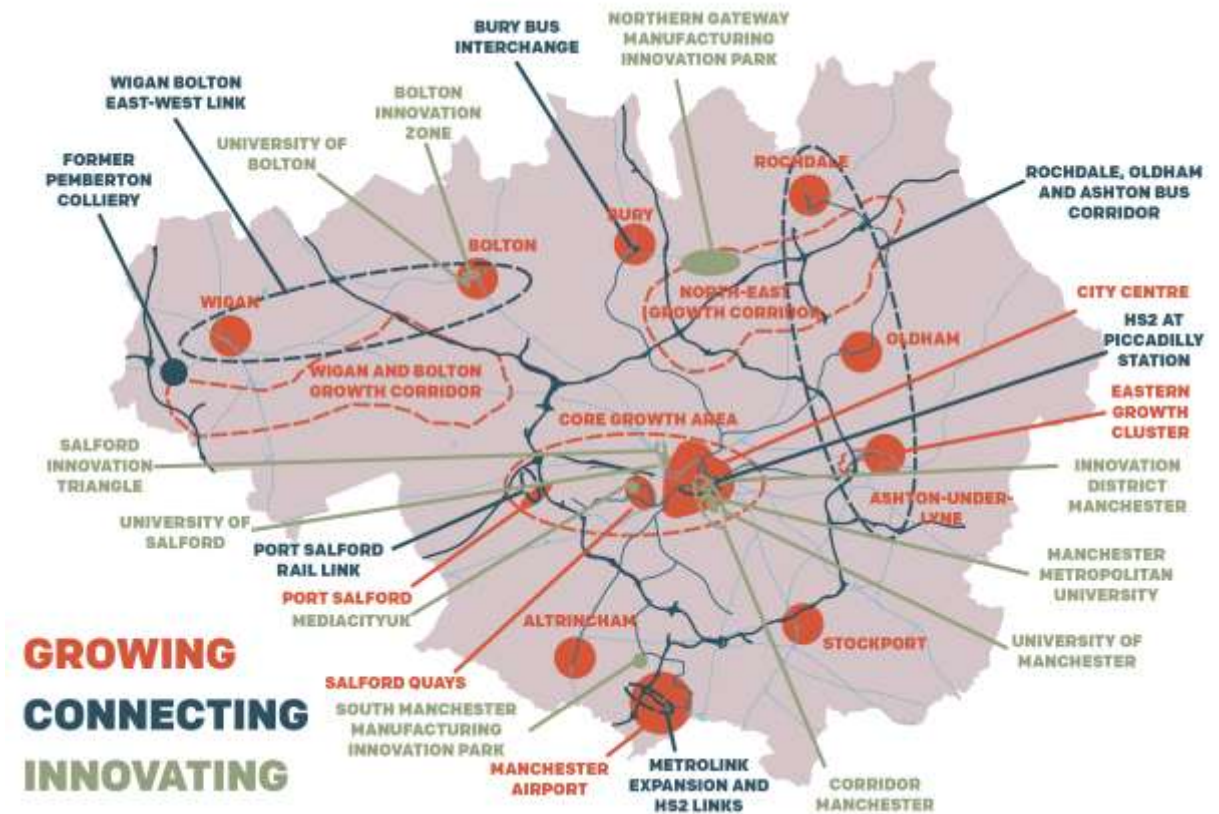 NORTHERN GATEWAY
MANUFACTURING
INNOVATION PARK
BURY BUS
INTERCHANGE
WIGAN BOLTON
EAST-WEST LINK
BOLTON
INNOVATION
ZONE
UNIVERSITY OF
BOLTON
FORMER
PEMBERTON
COLLIERY
ROCHDALE
ROCHDALE, OLDHAM
AND ASHTON BUS
CORRIDOR
BURY
BOLTON
WIGAN
NORTH-EAST
GROWTH CORRIDOR
CITY CENTRE
HS2 AT
PICCADILLY
STATION
OLDHAM
WIGAN AND BOLTON
GROWTH CORRIDOR
EASTERN
GROWTH
CLUSTER
CORE GROWTH AREA
SALFORD
INNOVATION
TRIANGLE
INNOVATION
DISTRICT
MANCHESTER
ASHTON-UNDER-
LYNE
UNIVERSITY OF
SALFORD
PORT SALFORD
RAIL LINK
MANCHESTER
METROPOLITAN
UNIVERSITY
PORT SALFORD
MEDIACITYUK
ALTRINCHAM
STOCKPORT
UNIVERSITY OF
MANCHESTER
GROWING
CONNECTING
INNOVATING
SALFORD QUAYS
SOUTH MANCHESTER
MANUFACTURING
INNOVATION PARK
MANCHESTER
AIRPORT
METROLINK
EXPANSION AND
HS2 LINKS
CORRIDOR
MANCHESTER